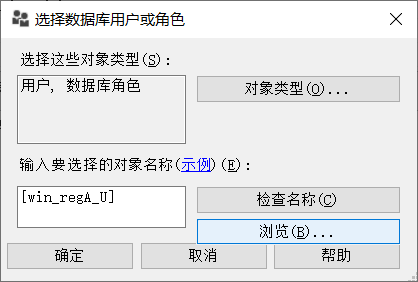 选择数据库用户或角色
选择这些对象类型(S):
用户, 数据库角色
对象类型(O)...
输入要选择的对象名称(示例)(E):
[win_regA_U]
检查名称(C)
浏览(B)...
确定
取消
帮助